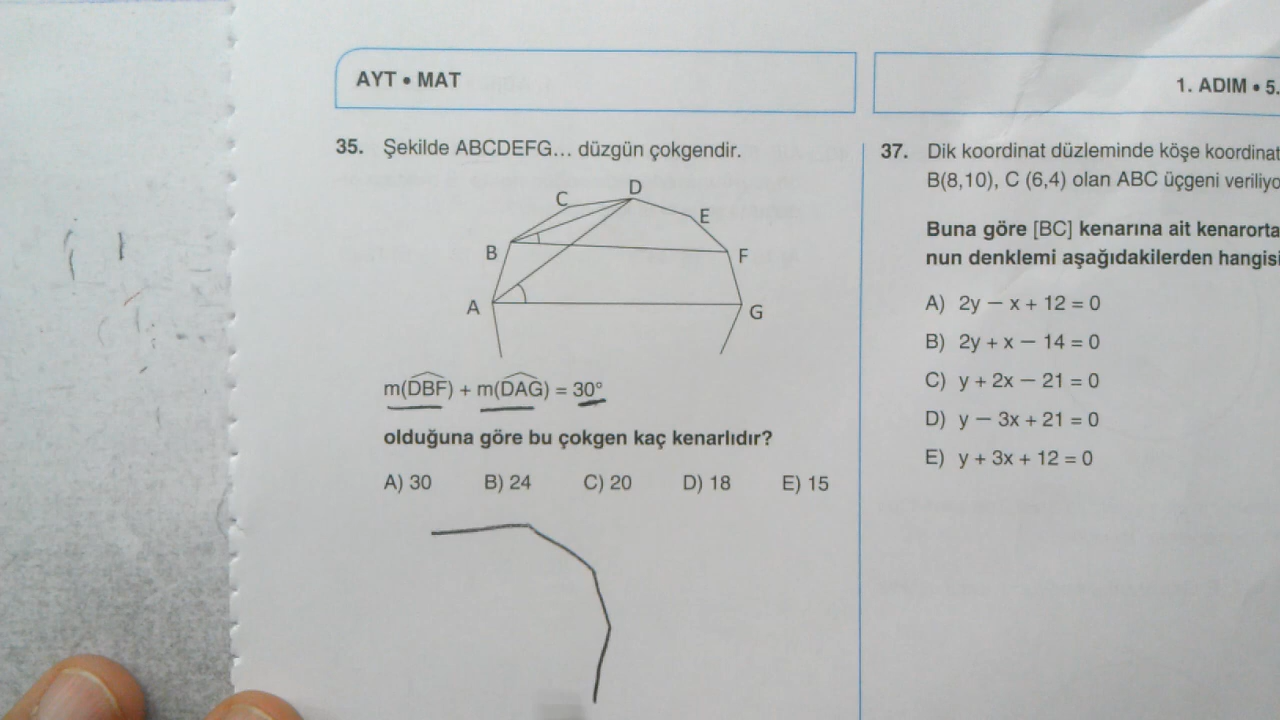 AYT • MAT
35. Şekilde ABCDEFG... düzgün çokgendir.
D
C
E
B
F
A
G
m(DBF) + m(DAG) = 30°
olduğuna göre bu çokgen kaç kenarlıdır?
A) 30 B) 24 C) 20 D) 18 E) 15
1. ADIM • 5.
37. Dik koordinat düzleminde köşe koordinat
B(8,10), C (6,4) olan ABC üçgeni veriliyo
Buna göre [BC] kenarına ait kenarorta
nun denklemi aşağıdakilerden hangisi
A) 2y – x + 12 = 0
B) 2y + x – 14 = 0
C) y + 2x – 21 = 0
D) y – 3x + 21 = 0
E) y + 3x + 12 = 0